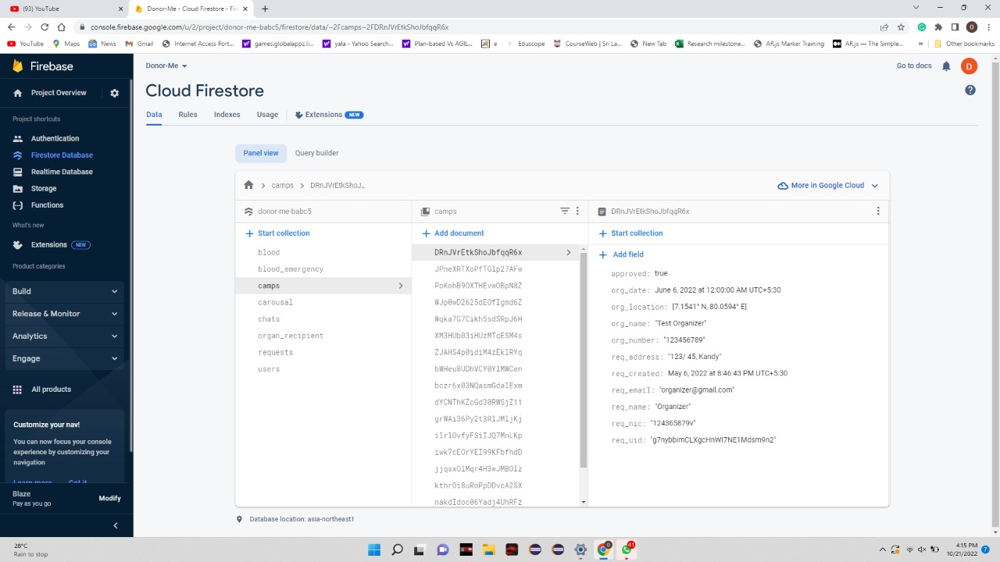 (93) YouTube
Donor-Me - Cloud Firestore - Fire
console.firebase.google.com/u/2/project/donor-me-babc5/firestore/data/~2Fcamps~2FDRnJVrEtkShoJbfqqR6x
O
YouTube Maps News Gmail Internet Access Port... games.globalppzJi... yala - Yahoo Search... Plan-based Vs AGIL... e Eduscope CourseWeb | Sri La... New Tab Research milestone... ARjs Marker Training AR.js — The Simple... Other bookmarks
Firebase
Project Overview
Project shortcuts
Authentication
Firestore Database
Realtime Database
Storage
Functions
What's new
Extensions NEW
Product categories
Build
Release & Monitor
Analytics
Engage
All products
Customize your nav!
You can now focus your console
experience by customizing your
navigation
Learn more Got it
Blaze
Pay as you go
Modify
Donor-Me
Go to docs
D
Cloud Firestore
Data Rules Indexes Usage Extensions NEW
Panel view Query builder
camps DRnJVrEtkShoJ..
More in Google Cloud
donor-me-babc5
Start collection
blood
blood_emergency
camps
carousal
chats
organ_recipient
requests
users
camps
Add document
DRnJVrEtkShoJbfqqR6x
JPneXRTXoPfTGlp27AFw
PoKohB9OXTHEvwOBpN8Z
WJp0wD2625dEOfIgmd6Z
Wqka7G7Cikh5sdSRpJ6H
XM3HUb03iHUzMTqESM4s
ZJAHS4p0idiM4zEklRYq
bWHeu8UDhVCY0YlMWCen
bczr6x03NQasmGdalExm
dYCNThKZcGd30RWSjZ11
grWAi36Py2t3RlJMljKj
ilrlOvfyFSiIJQ7MnLKp
iwk7cEOrYEI99KFbfhdD
jjqsxOlMqr4H3wJMBOIz
kthrOi8uRoPpDDvcA2SX
nakdIdoc06Yadj4UhRFz
DRnJVrEtkShoJbfqqR6x
Start collection
Add field
approved: true
org_date: June 6, 2022 at 12:00:00 AM UTC+5:30
org_location: [7.1541° N, 80.0594° E]
org_name: "Test Organizer"
org_number: "123456789"
req_address: "123/ 45, Kandy"
req_created: May 6, 2022 at 8:46:43 PM UTC+5:30
req_email: "organizer@gmail.com"
req_name: "Organizer"
req_nic: "124365879v"
req_uid: "g7nybbimCLXgcHnWI7NE1Mdsm9n2"
Database location: asia-northeast1
28°C
Rain to stop
41
4:15 PM
10/21/2022
7